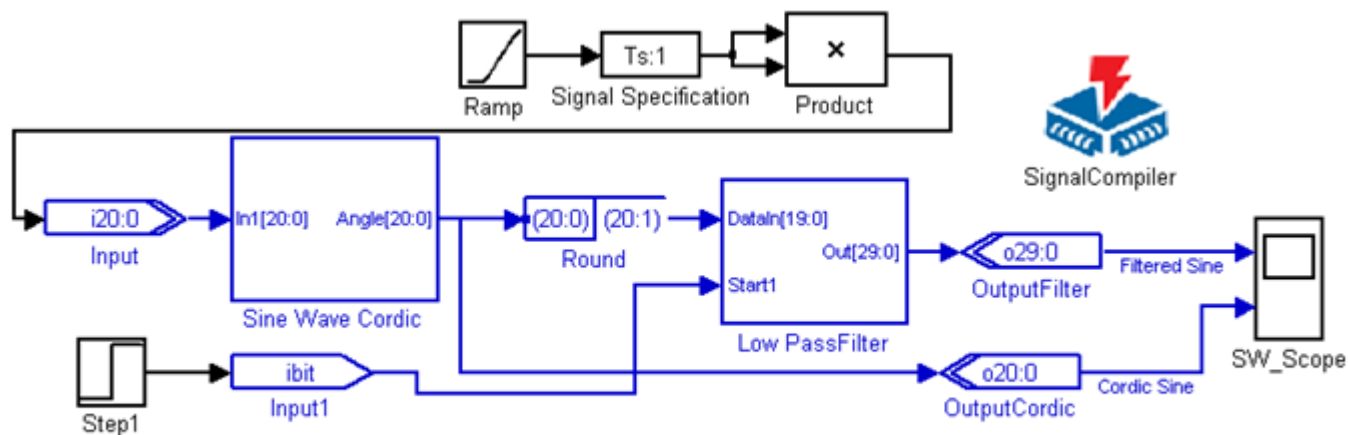 Ramp
Ts:1
Signal Specification
×
Product
SignalCompiler
i20:0
Input
In1[20:0]
Angle[20:0]
Sine Wave Cordic
(20:0)
(20:1)
Round
DataIn[19:0]
Out[29:0]
Start1
Low PassFilter
o29:0
OutputFilter
Filtered Sine
SW_Scope
Step1
ibit
Input1
o20:0
OutputCordic
Cordic Sine